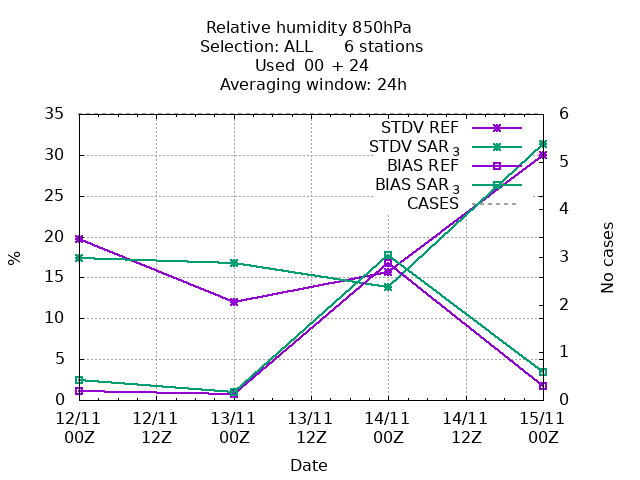 Relative humidity 850hPa
Selection: ALL 6 stations
Used 00 + 24
Averaging window: 24h
STDV REF
STDV SAR 3
BIAS REF
BIAS SAR 3
CASES
%
35
30
25
20
15
10
5
0
No cases
6
5
4
3
2
1
0
12/11 12/11 13/11 13/11 14/11 14/11 15/11
00Z 12Z 00Z 12Z 00Z 12Z 00Z
Date